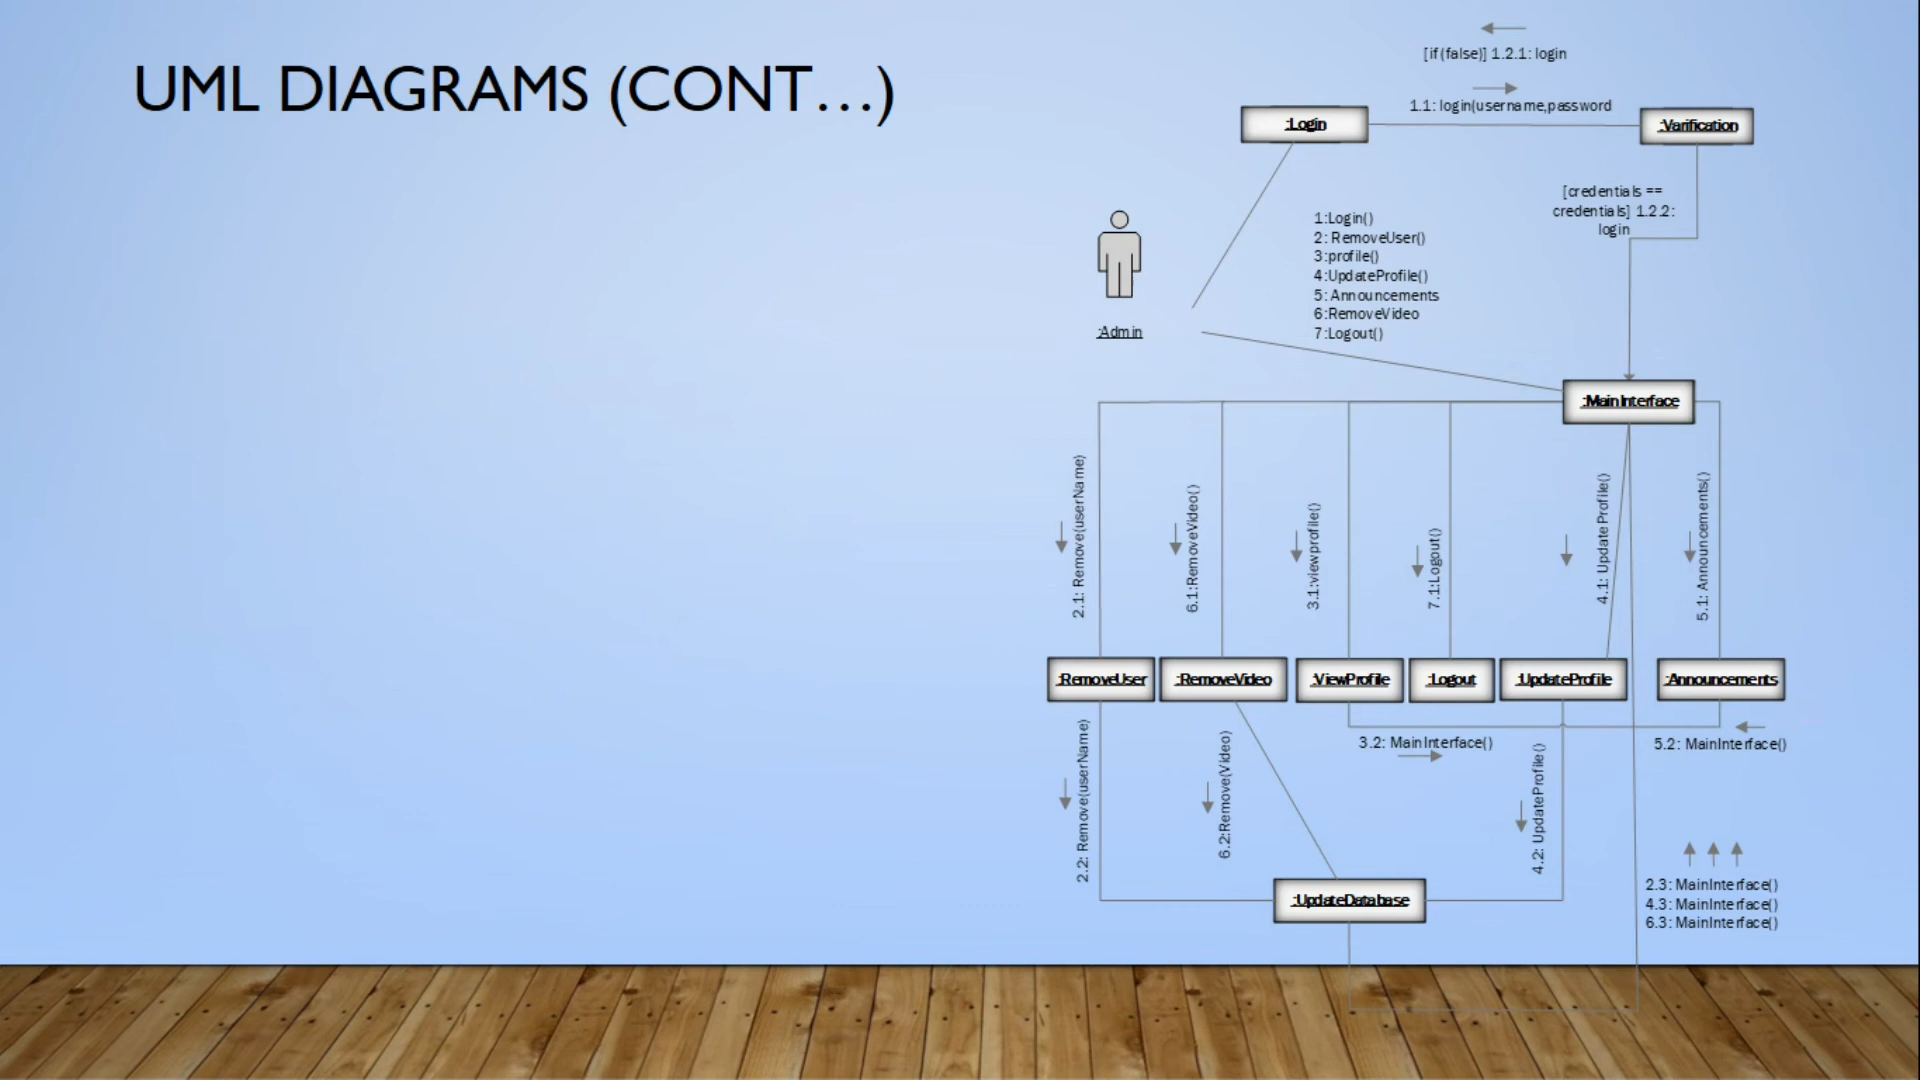 UML DIAGRAMS (CONT...)
[if (false)] 1.2.1: login
1.1: login(username,password
:Login
:Varification
[credentials ==
credentials] 1.2.2:
login
1:Login()
2: RemoveUser()
3:profile()
4:UpdateProfile()
5: Announcements
6:RemoveVideo
7:Logout()
:Admin
:MainInterface
2.1: Remove(userName)
6.1:RemoveVideo()
3.1:viewprofile()
7.1:Logout()
4.1: UpdateProfile()
5.1: Announcements()
:RemoveUser
:RemoveVideo
:ViewProfile
:Logout
:UpdateProfile
:Announcements
3.2: MainInterface()
5.2: MainInterface()
2.2: Remove(userName)
6.2:Remove(Video)
4.2: UpdateProfile()
:UpdateDatabase
2.3: MainInterface()
4.3: MainInterface()
6.3: MainInterface()